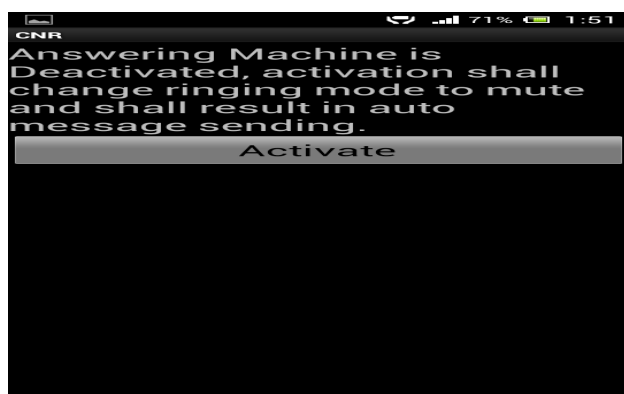 71% 1:51
CNR
Answering Machine is
Deactivated, activation shall
change ringing mode to mute
and shall result in auto
message sending.
Activate